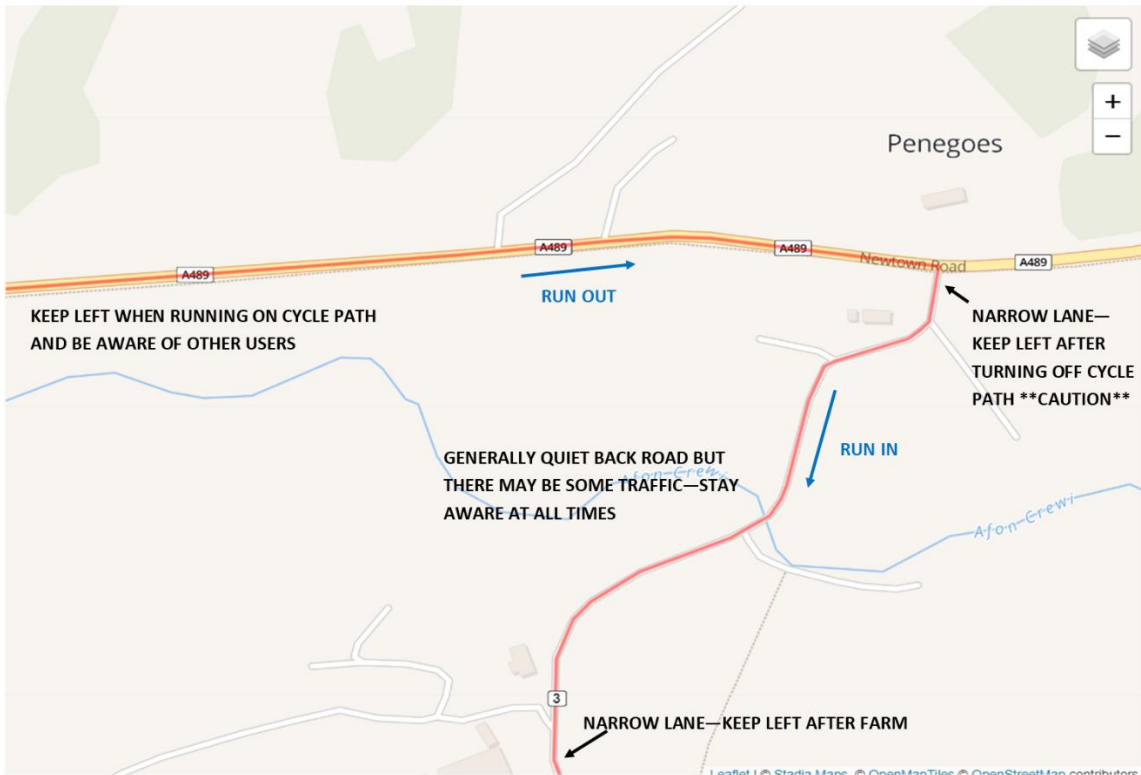 +
−
Penegoes
A489
A489
A489
Newtown Road
A489
RUN OUT
KEEP LEFT WHEN RUNNING ON CYCLE PATH
AND BE AWARE OF OTHER USERS
NARROW LANE—
KEEP LEFT AFTER
TURNING OFF CYCLE
PATH **CAUTION**
RUN IN
GENERALLY QUIET BACK ROAD BUT
THERE MAY BE SOME TRAFFIC—STAY
AWARE AT ALL TIMES
Afon Crewi
Afon Crewi
3
NARROW LANE—KEEP LEFT AFTER FARM
Leaflet | © Stadia Maps, © OpenMapTiles © OpenStreetMap contributors